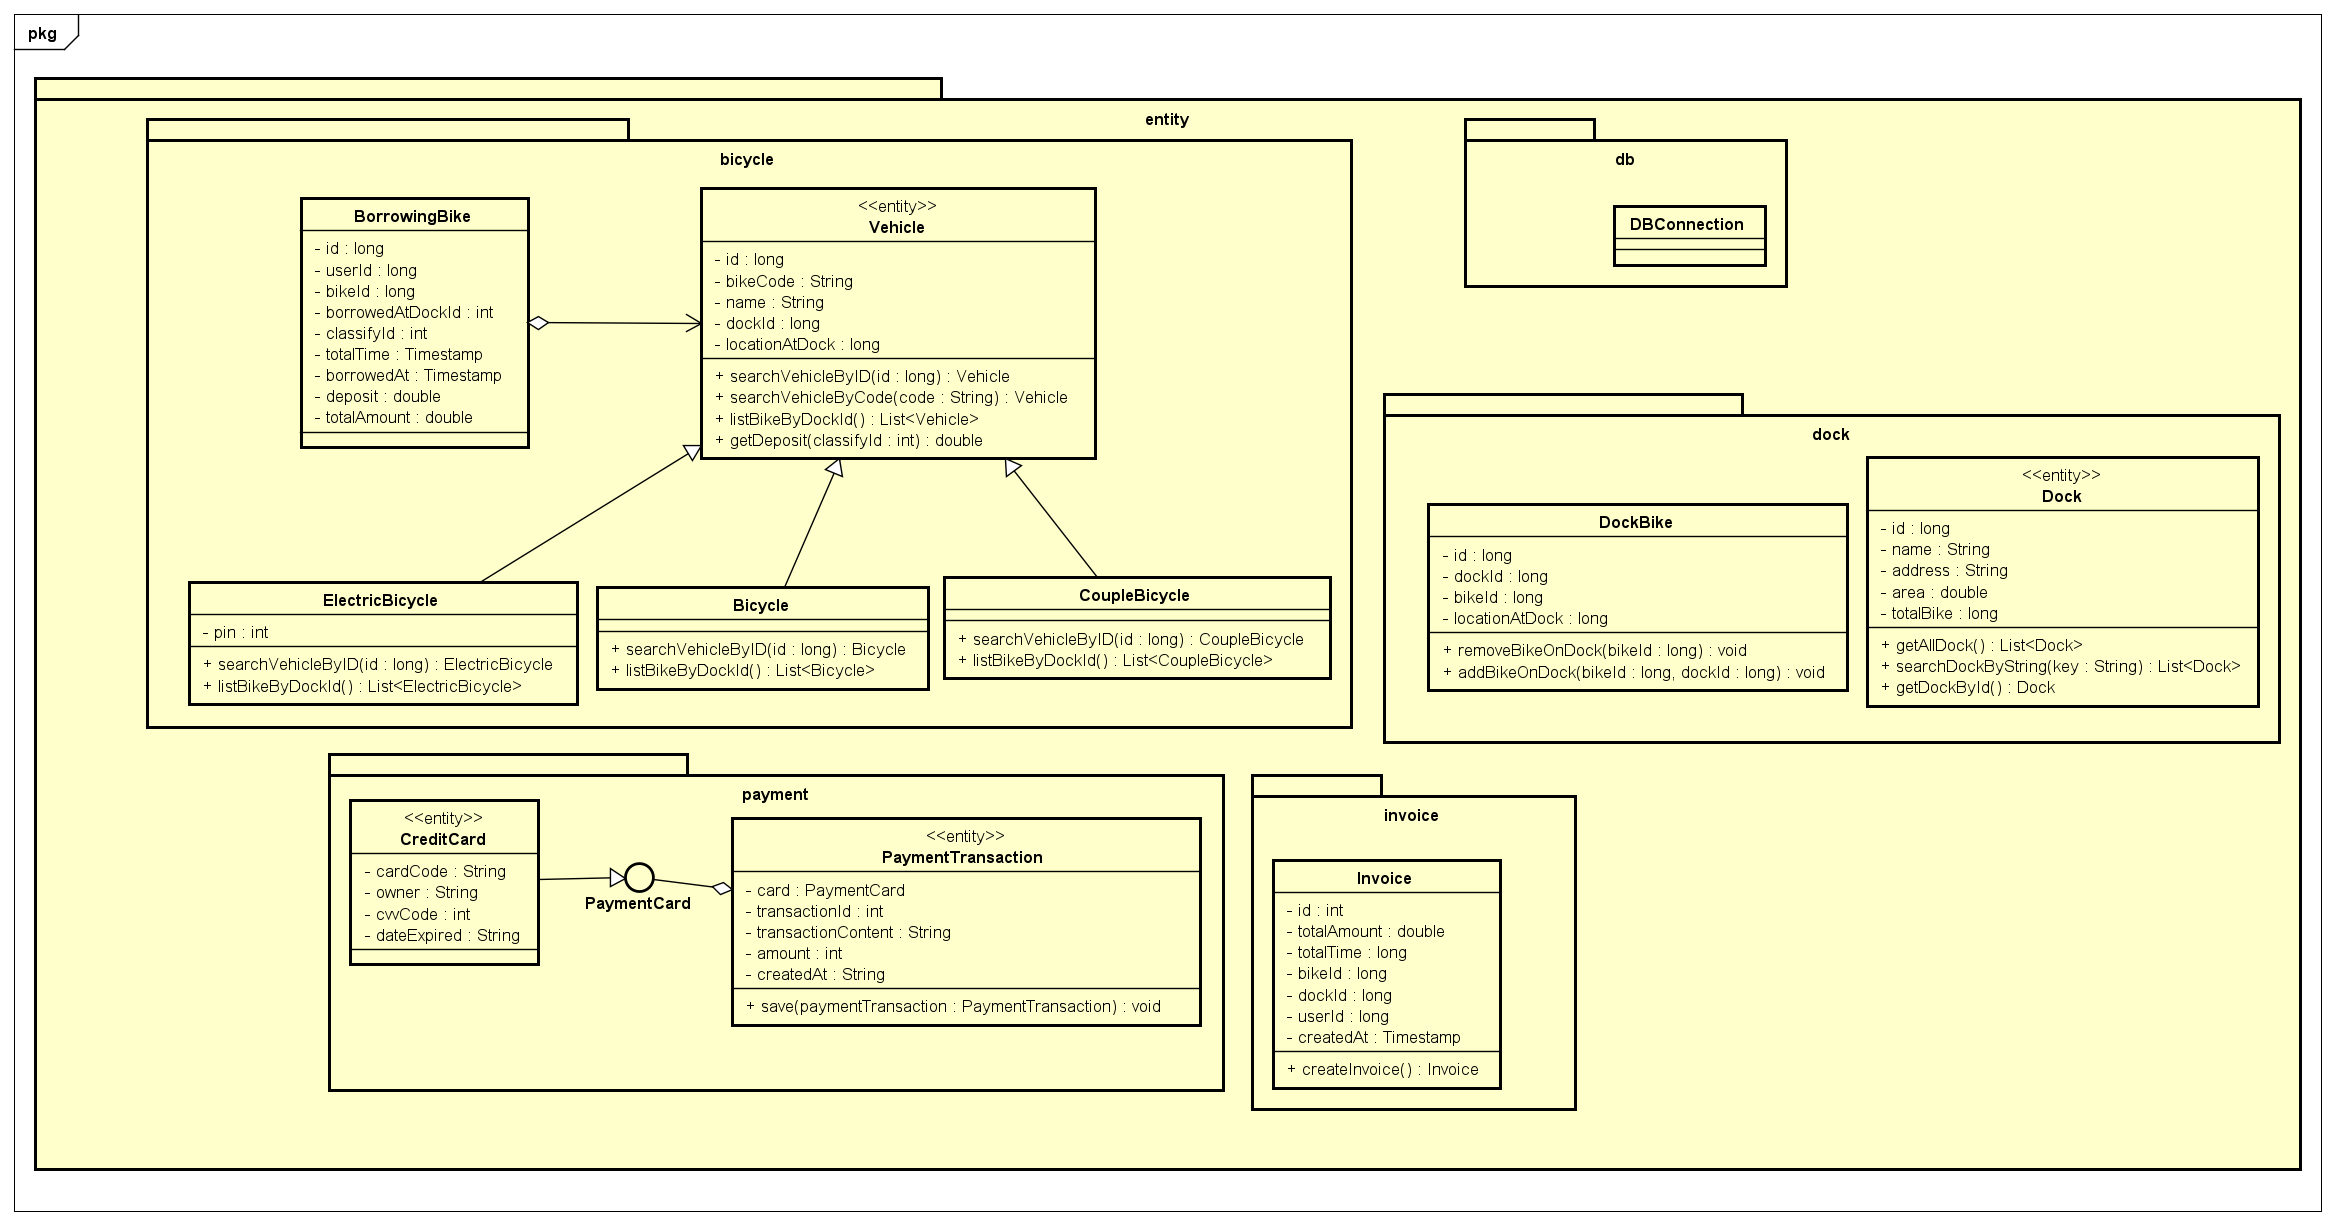 pkg
entity
bicycle
BorrowingBike
- id : long
- userId : long
- bikeId : long
- borrowedAtDockId : int
- classifyId : int
- totalTime : Timestamp
- borrowedAt : Timestamp
- deposit : double
- totalAmount : double
<<entity>>
Vehicle
- id : long
- bikeCode : String
- name : String
- dockId : long
- locationAtDock : long
+ searchVehicleByID(id : long) : Vehicle
+ searchVehicleByCode(code : String) : Vehicle
+ listBikeByDockId() : List<Vehicle>
+ getDeposit(classifyId : int) : double
ElectricBicycle
- pin : int
+ searchVehicleByID(id : long) : ElectricBicycle
+ listBikeByDockId() : List<ElectricBicycle>
Bicycle
+ searchVehicleByID(id : long) : Bicycle
+ listBikeByDockId() : List<Bicycle>
CoupleBicycle
+ searchVehicleByID(id : long) : CoupleBicycle
+ listBikeByDockId() : List<CoupleBicycle>
db
DBConnection
dock
DockBike
- id : long
- dockId : long
- bikeId : long
- locationAtDock : long
+ removeBikeOnDock(bikeId : long) : void
+ addBikeOnDock(bikeId : long, dockId : long) : void
<<entity>>
Dock
- id : long
- name : String
- address : String
- area : double
- totalBike : long
+ getAllDock() : List<Dock>
+ searchDockByString(key : String) : List<Dock>
+ getDockById() : Dock
payment
<<entity>>
CreditCard
- cardCode : String
- owner : String
- cvvCode : int
- dateExpired : String
PaymentCard
<<entity>>
PaymentTransaction
- card : PaymentCard
- transactionId : int
- transactionContent : String
- amount : int
- createdAt : String
+ save(paymentTransaction : PaymentTransaction) : void
invoice
Invoice
- id : int
- totalAmount : double
- totalTime : long
- bikeId : long
- dockId : long
- userId : long
- createdAt : Timestamp
+ createInvoice() : Invoice